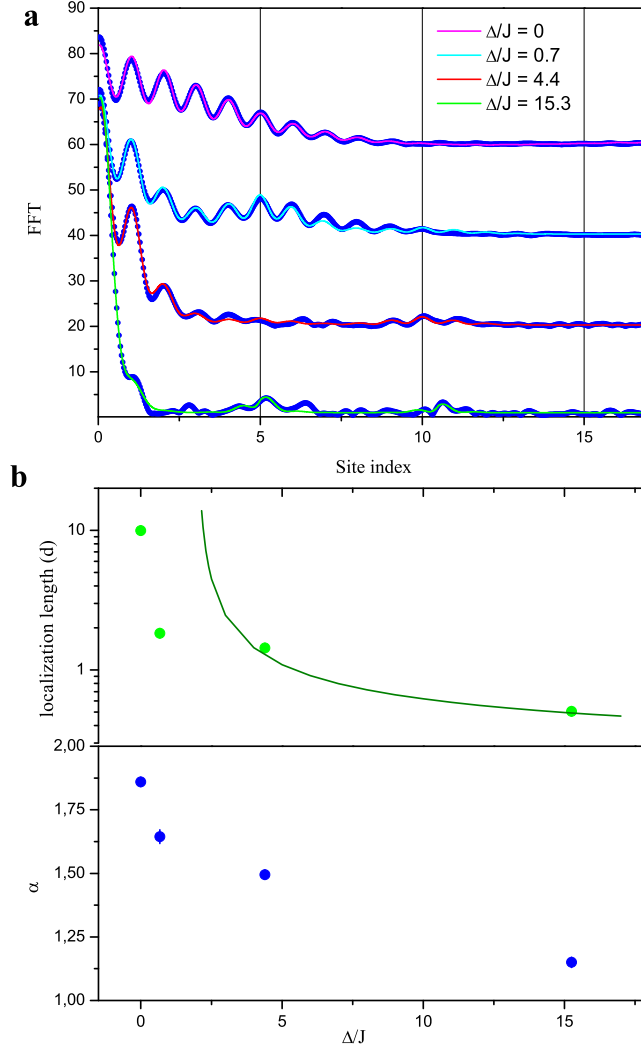 a
90
80
70
60
50
40
30
20
10
FFT
Δ/J = 0
Δ/J = 0.7
Δ/J = 4.4
Δ/J = 15.3
0
5
10
15
Site index
b
localization length (d)
10
1
2,00
1,75
1,50
1,25
1,00
α
0
5
10
15
Δ/J